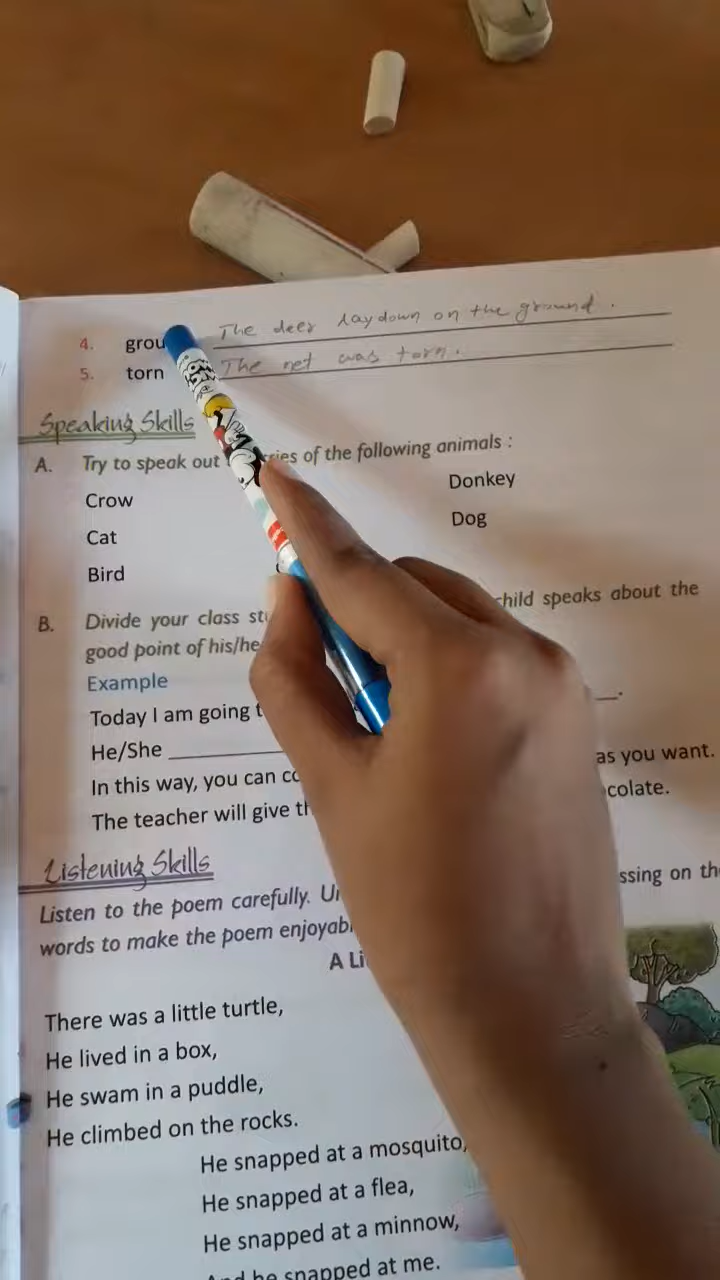 4. grou The deer laydown on the ground.
5. torn The net was torn.
Speaking Skills
A. Try to speak out ries of the following animals :
Crow Donkey
Cat Dog
Bird
B. Divide your class st child speaks about the
good point of his/he
Example
Today I am going t
He/She
In this way, you can co as you want.
The teacher will give th colate.
Listening Skills
Listen to the poem carefully. Un ssing on th
words to make the poem enjoyabl
A Li
There was a little turtle,
He lived in a box,
He swam in a puddle,
He climbed on the rocks.
He snapped at a mosquito,
He snapped at a flea,
He snapped at a minnow,
And he snapped at me.